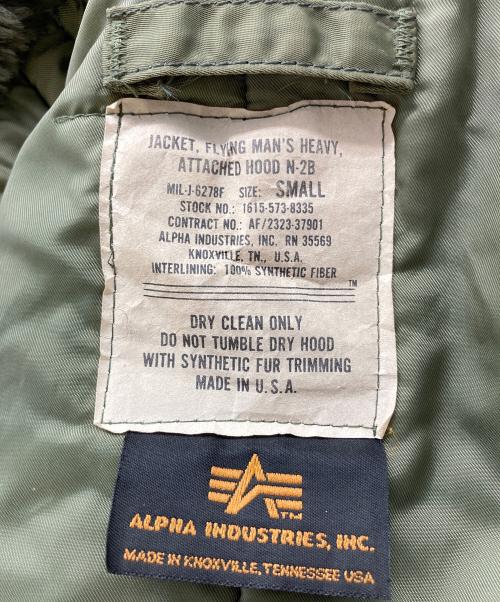 JACKET, FLYING MAN'S HEAVY,
ATTACHED HOOD N-2B
MIL-J-6278F SIZE: SMALL
STOCK NO.: 1615-573-8335
CONTRACT NO.: AF/2323-37901
ALPHA INDUSTRIES, INC. RN 35569
KNOXVILLE, TN., U.S.A.
INTERLINING: 100% SYNTHETIC FIBER
TM
DRY CLEAN ONLY
DO NOT TUMBLE DRY HOOD
WITH SYNTHETIC FUR TRIMMING
MADE IN U.S.A.
TM
ALPHA INDUSTRIES, INC.
MADE IN KNOXVILLE, TENNESSEE USA